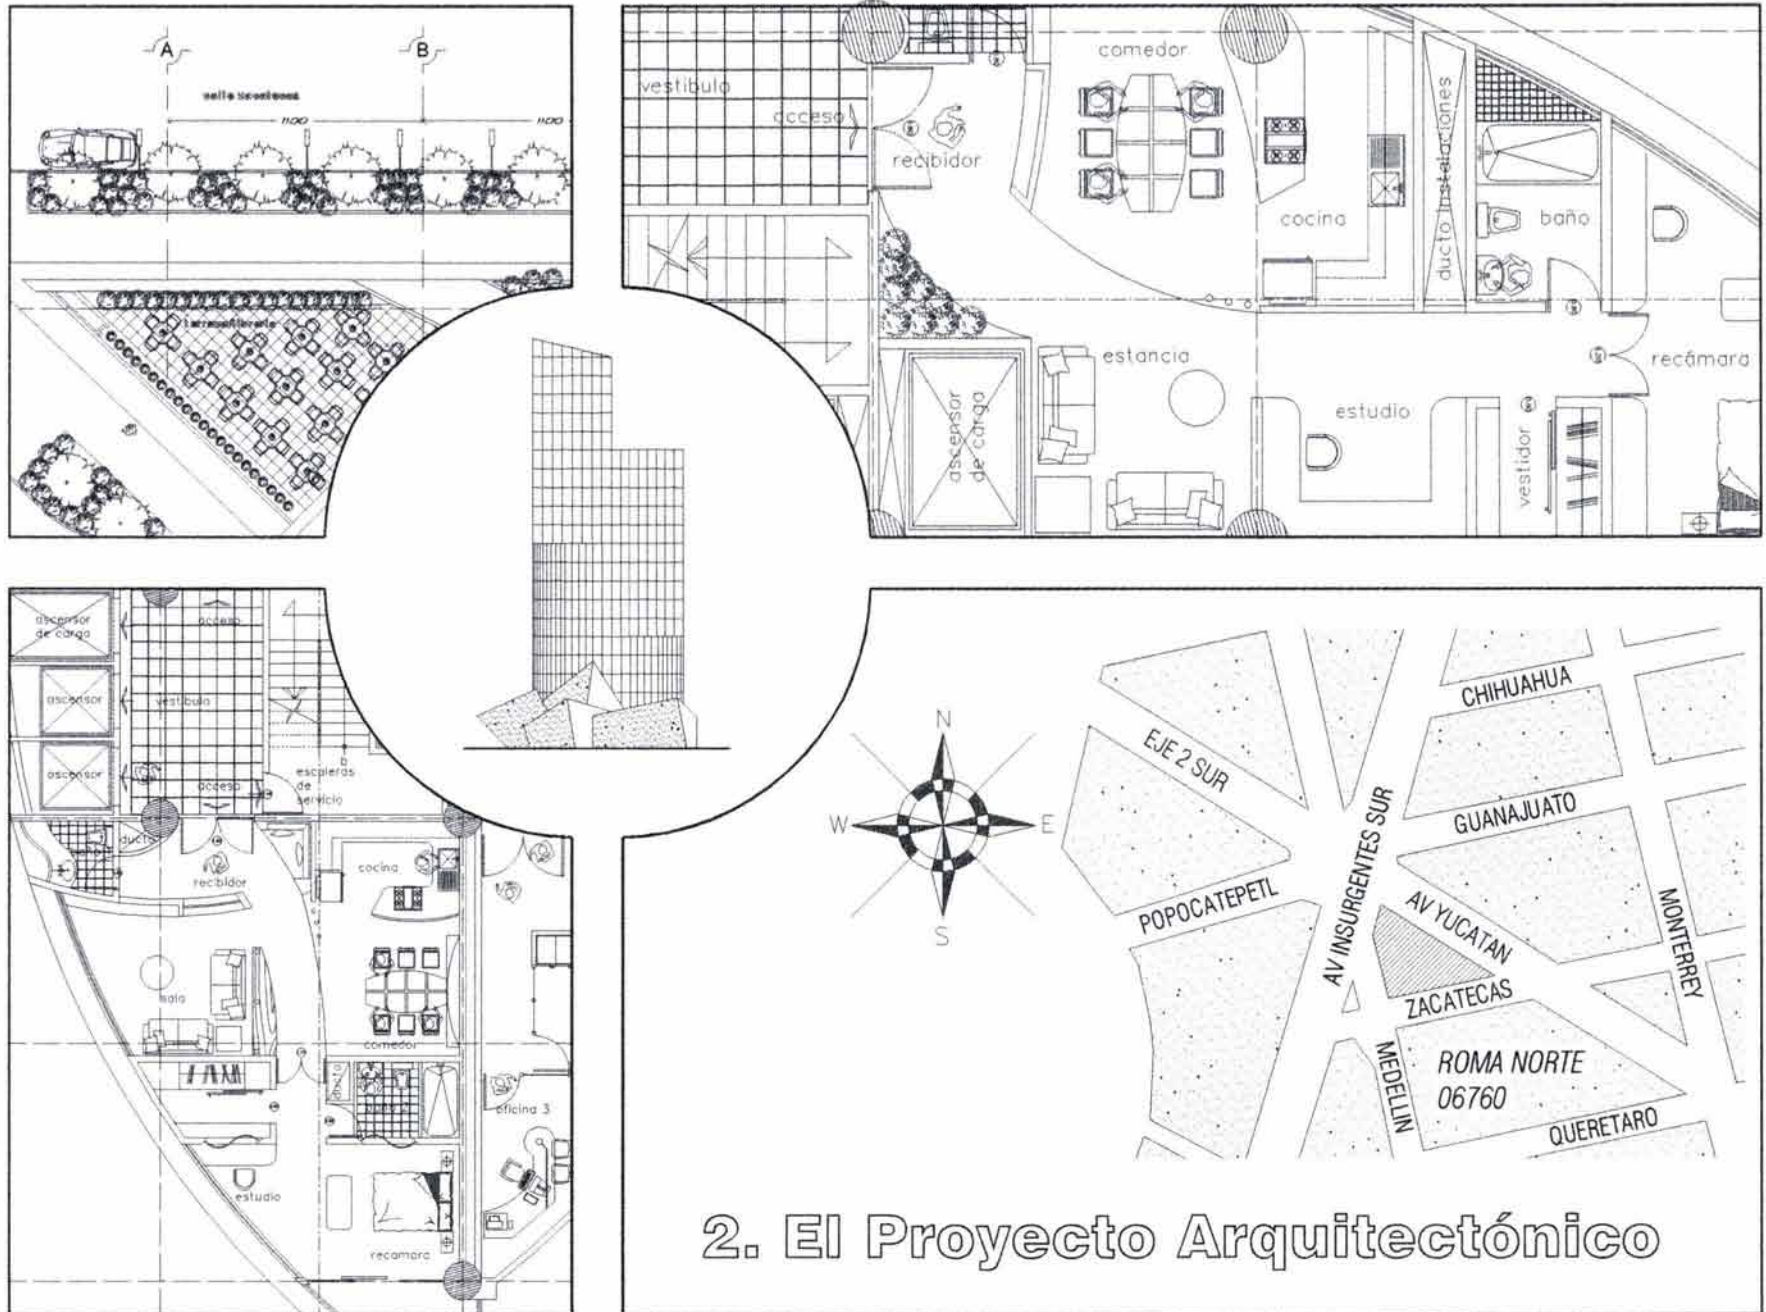 A
B
1100
1100
vestibulo
acceso
recibidor
comedor
cocina
ducto instalaciones
baño
estancia
ascensor
de carga
estudio
vestidor
recámara
ascensor
de carga
acceso
ascensor
vestibulo
ascensor
acceso
escaleras
de
servicio
b
ducto
recibidor
cocina
sala
comedor
ducto
oficina 3
estudio
recamara
N
W
E
S
CHIHUAHUA
EJE 2 SUR
GUANAJUATO
AV INSURGENTES SUR
POPOCATEPETL
AV YUCATAN
MONTERREY
ZACATECAS
MEDELLIN
ROMA NORTE
06760
QUERETARO
2. El Proyecto Arquitectónico